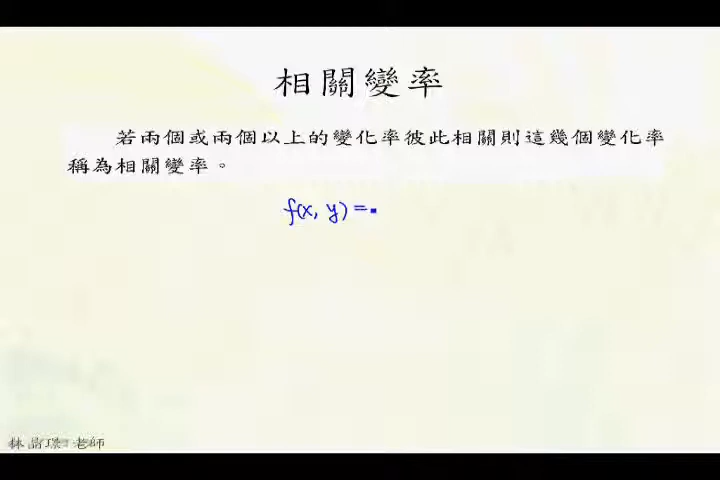 相關變率
若兩個或兩個以上的變化率彼此相關則這幾個變化率
稱為相關變率。
f(x, y) =
林 老師